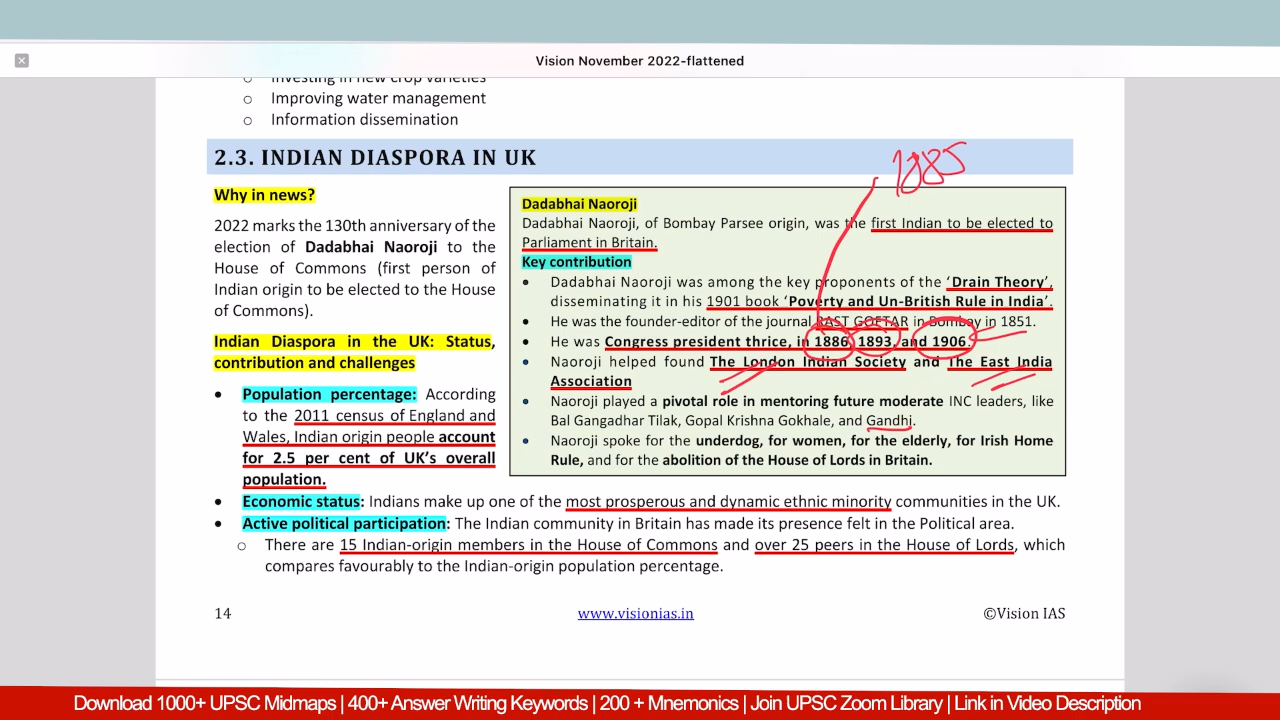 Vision November 2022-flattened
o Investing in new crop varieties
o Improving water management
o Information dissemination
2.3. INDIAN DIASPORA IN UK
1885
Why in news?
2022 marks the 130th anniversary of the
election of Dadabhai Naoroji to the
House of Commons (first person of
Indian origin to be elected to the House
of Commons).
Indian Diaspora in the UK: Status,
contribution and challenges
• Population percentage: According
to the 2011 census of England and
Wales, Indian origin people account
for 2.5 per cent of UK's overall
population.
Dadabhai Naoroji
Dadabhai Naoroji, of Bombay Parsee origin, was the first Indian to be elected to
Parliament in Britain.
Key contribution
• Dadabhai Naoroji was among the key proponents of the 'Drain Theory',
disseminating it in his 1901 book 'Poverty and Un-British Rule in India'.
• He was the founder-editor of the journal RAST GOFTAR in Bombay in 1851.
• He was Congress president thrice, in 1886, 1893, and 1906.
• Naoroji helped found The London Indian Society and The East India
Association
• Naoroji played a pivotal role in mentoring future moderate INC leaders, like
Bal Gangadhar Tilak, Gopal Krishna Gokhale, and Gandhi.
• Naoroji spoke for the underdog, for women, for the elderly, for Irish Home
Rule, and for the abolition of the House of Lords in Britain.
• Economic status: Indians make up one of the most prosperous and dynamic ethnic minority communities in the UK.
• Active political participation: The Indian community in Britain has made its presence felt in the Political area.
o There are 15 Indian-origin members in the House of Commons and over 25 peers in the House of Lords, which
compares favourably to the Indian-origin population percentage.
14 www.visionias.in ©Vision IAS
Download 1000+ UPSC Midmaps | 400+ Answer Writing Keywords | 200 + Mnemonics | Join UPSC Zoom Library | Link in Video Description